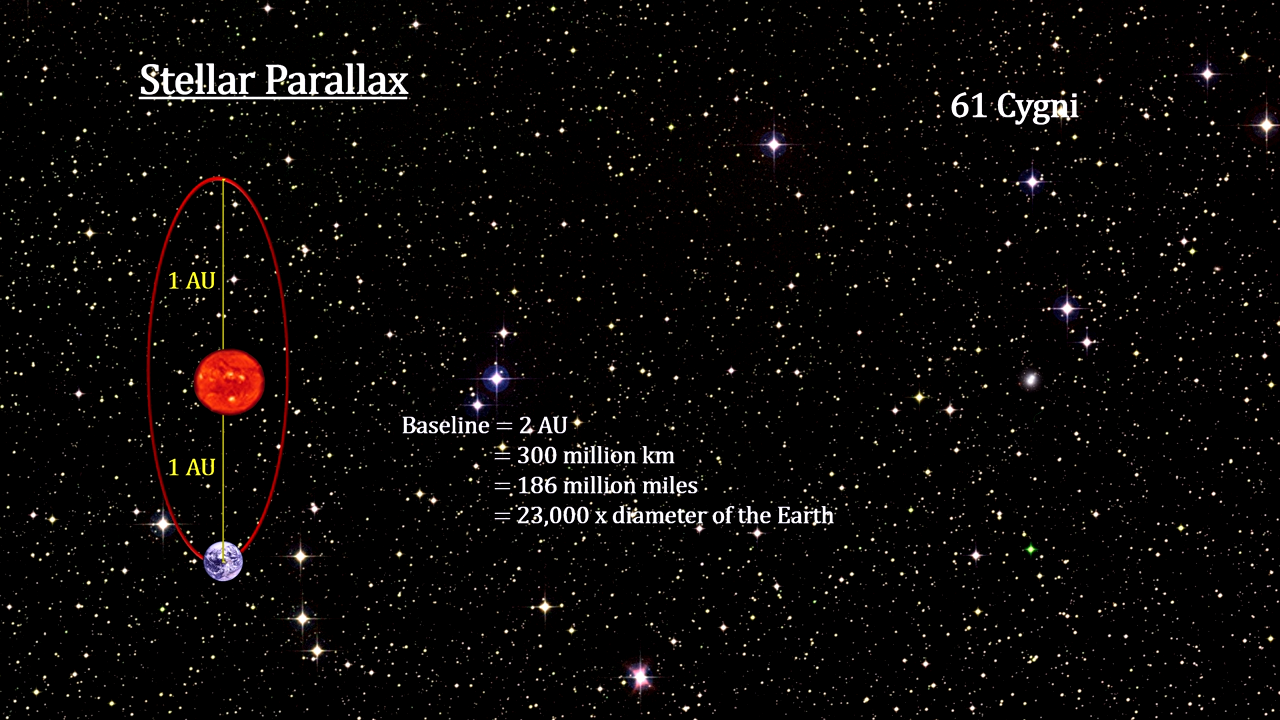 Stellar Parallax
61 Cygni
1 AU
1 AU
Baseline = 2 AU
= 300 million km
= 186 million miles
= 23,000 x diameter of the Earth